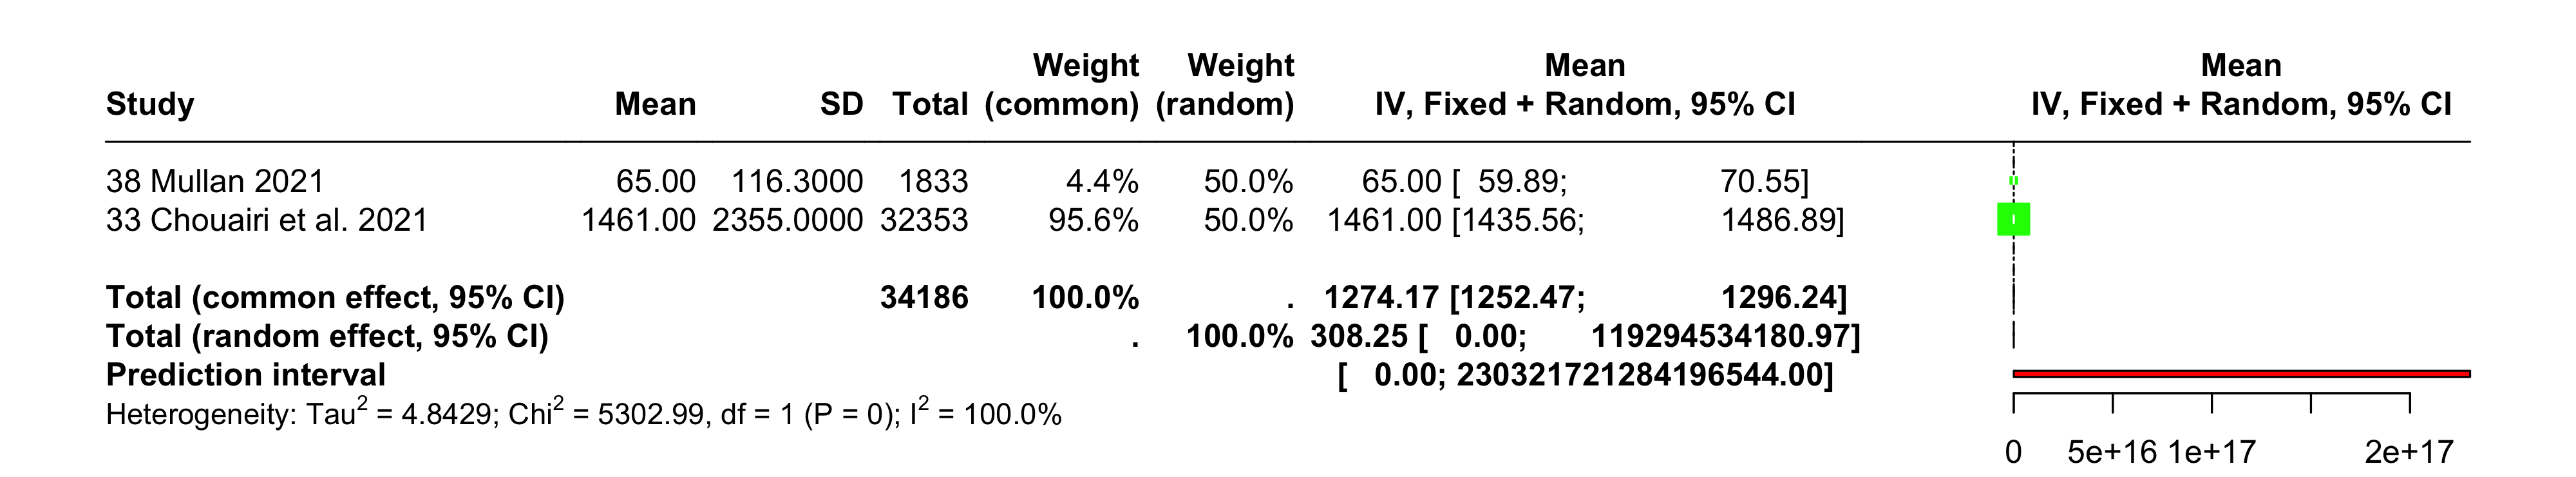 Weight Weight Mean Mean
Study Mean SD Total (common) (random) IV, Fixed + Random, 95% CI IV, Fixed + Random, 95% CI
38 Mullan 2021 65.00 116.3000 1833 4.4% 50.0% 65.00 [ 59.89; 70.55]
33 Chouairi et al. 2021 1461.00 2355.0000 32353 95.6% 50.0% 1461.00 [1435.56; 1486.89]
Total (common effect, 95% CI) 34186 100.0% . 1274.17 [1252.47; 1296.24]
Total (random effect, 95% CI) . 100.0% 308.25 [ 0.00; 119294534180.97]
Prediction interval [ 0.00; 230321721284196544.00]
Heterogeneity: Tau² = 4.8429; Chi² = 5302.99, df = 1 (P = 0); I² = 100.0%
0 5e+16 1e+17 2e+17